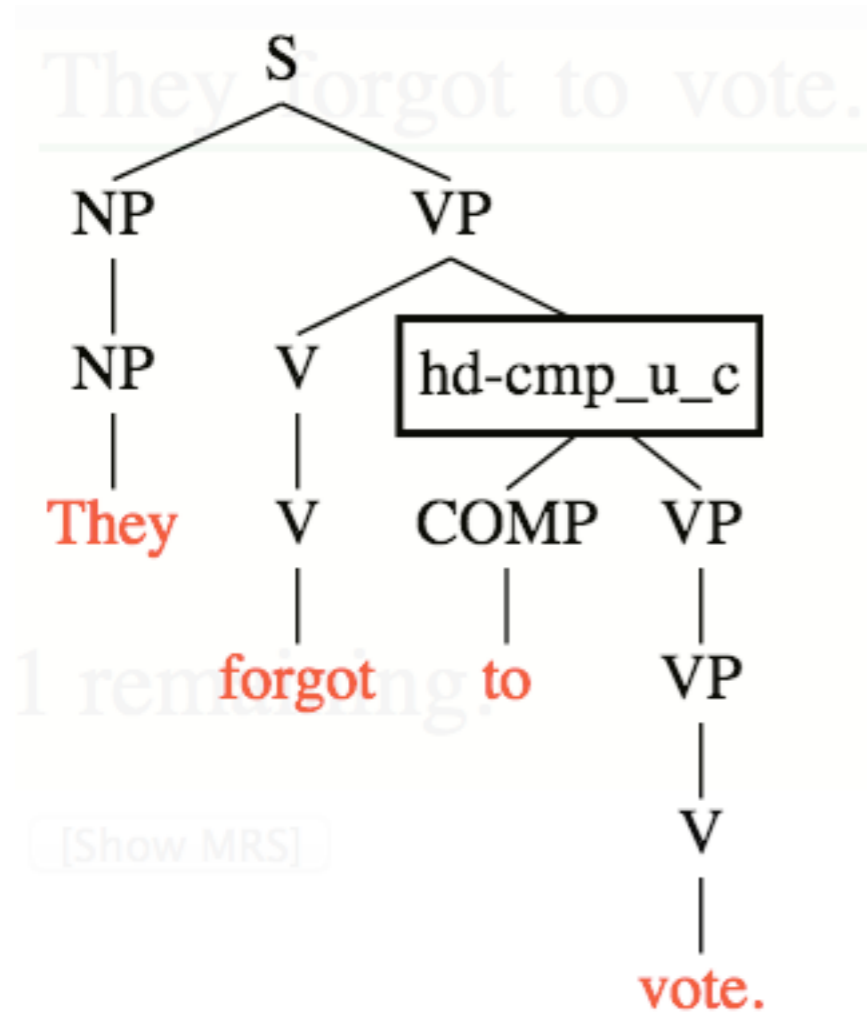 They forgot to vote.
S
NP VP
NP V hd-cmp_u_c
They V COMP VP
1 remaining.
forgot to VP
[Show MRS]
V
vote.